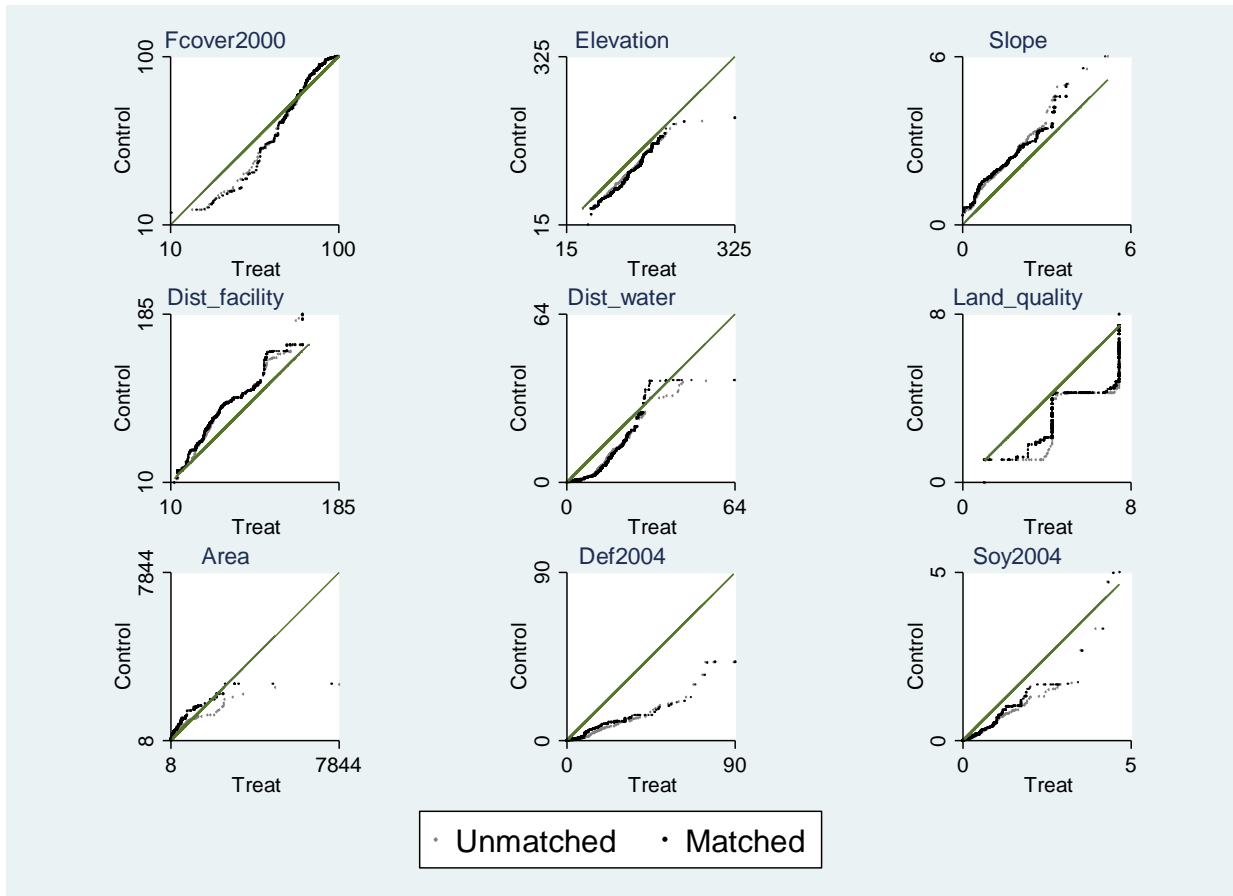 Fcover2000
100
Control
10
10 100
Treat
Elevation
325
Control
15
15 325
Treat
Slope
6
Control
0
0 6
Treat
Dist_facility
185
Control
10
10 185
Treat
Dist_water
64
Control
0
0 64
Treat
Land_quality
8
Control
0
0 8
Treat
Area
7844
Control
8
8 7844
Treat
Def2004
90
Control
0
0 90
Treat
Soy2004
5
Control
0
0 5
Treat
Unmatched Matched